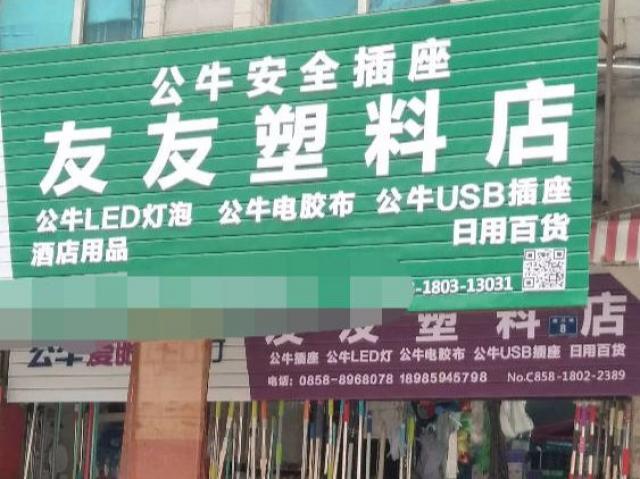 公牛安全插座
友友塑料店
公牛LED灯泡 公牛电胶布 公牛USB插座
酒店用品 日用百货
-1803-13031
友友塑料店
8
公牛
公牛插座 公牛LED灯 公牛电胶布 公牛USB插座 日用百货
电话：0858-8968078 18985945798 No.C858-1802-2389